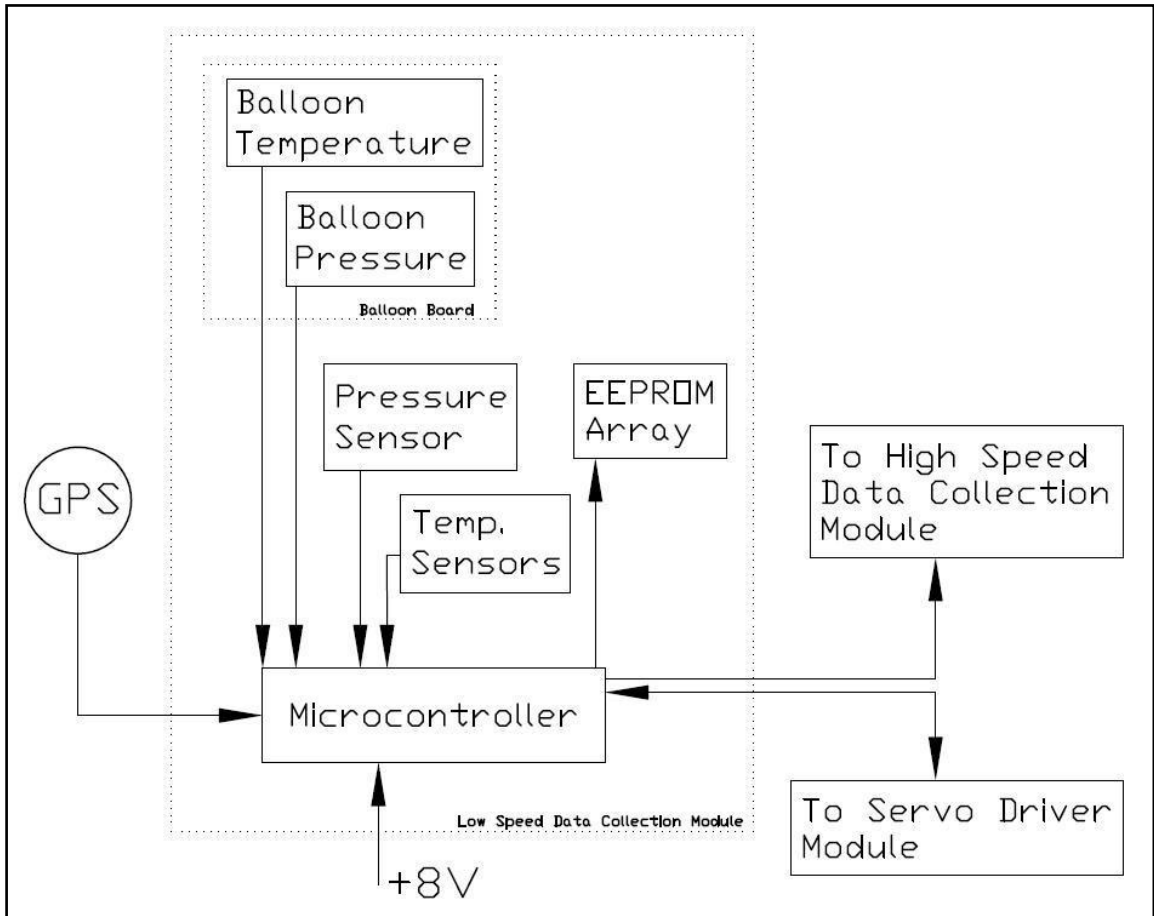 Balloon
Temperature
Balloon
Pressure
Balloon Board
Pressure
Sensor
EEPROM
Array
GPS
Temp.
Sensors
To High Speed
Data Collection
Module
Microcontroller
To Servo Driver
Module
Low Speed Data Collection Module
+8V